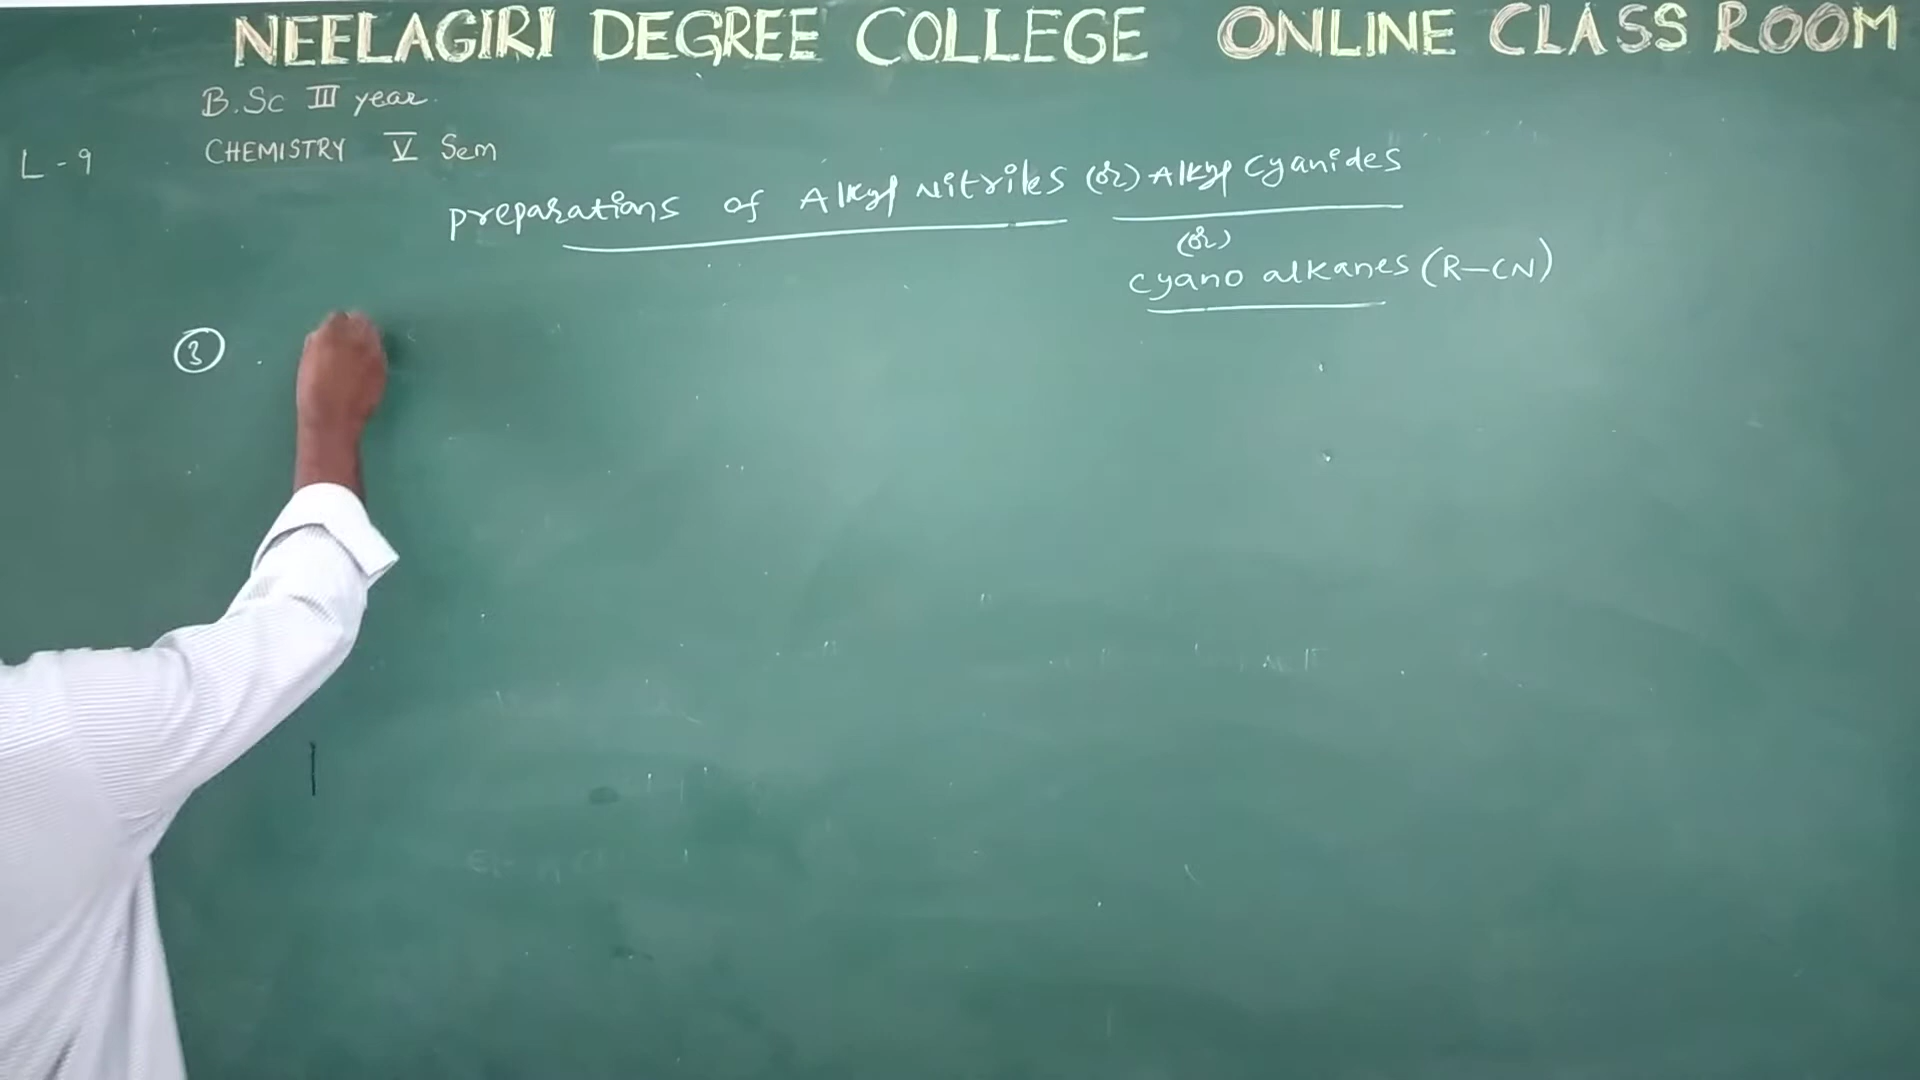 NEELAGIRI DEGREE COLLEGE ONLINE CLASS ROOM
B.Sc III year.
CHEMISTRY V Sem
L-9
preparations of Alkyl Nitriles (or) Alkyl cyanides
(or)
cyano alkanes (R-CN)
3